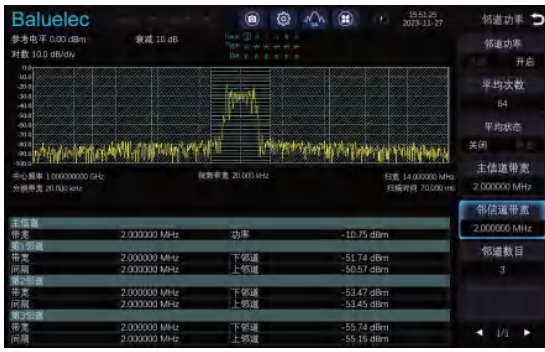 Baluelec
15:51:25
2023-11-27
邻道功率
参考电平 0.00 dBm
衰减 10 dB
对数 10.0 dB/div
中心频率 1.000000000 GHz
视频带宽 20.000 kHz
扫宽 14.000000 MHz
分辨带宽 20.000 kHz
扫描时间 70.000 ms
主信道
带宽 2.000000 MHz 功率 -10.75 dBm
第1邻道
带宽 2.000000 MHz 下邻道 -51.74 dBm
间隔 2.000000 MHz 上邻道 -50.57 dBm
第2邻道
带宽 2.000000 MHz 下邻道 -53.47 dBm
间隔 2.000000 MHz 上邻道 -53.45 dBm
第3邻道
带宽 2.000000 MHz 下邻道 -55.74 dBm
间隔 2.000000 MHz 上邻道 -55.16 dBm
邻道功率
开启
平均次数
64
平均状态
关闭
主信道带宽
2.000000 MHz
邻信道带宽
2.000000 MHz
邻道数目
3
1/1